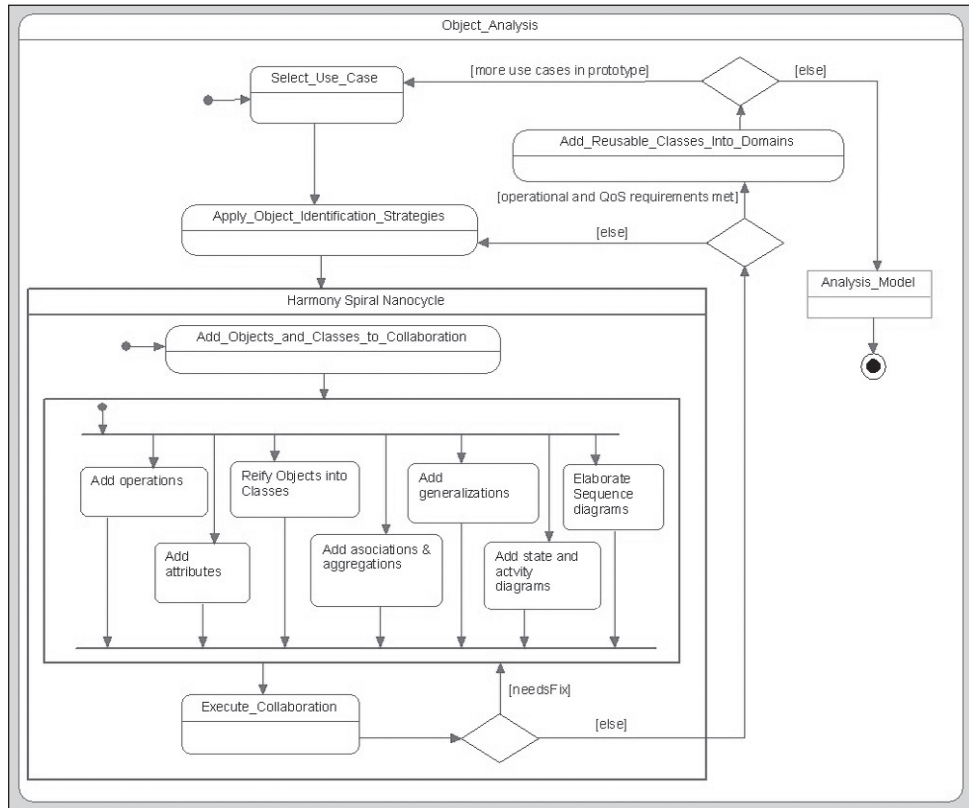 Object_Analysis
Select_Use_Case
[more use cases in prototype]
[else]
Add_Reusable_Classes_Into_Domains
[operational and QoS requirements met]
Apply_Object_Identification_Strategies
[else]
Analysis_Model
Harmony Spiral Nanocycle
Add_Objects_and_Classes_to_Collaboration
Add operations
Reify Objects into
Classes
Add
generalizations
Elaborate
Sequence
diagrams
Add
attributes
Add asociations &
aggregations
Add state and
actvity
diagrams
[needsFix]
Execute_Collaboration
[else]